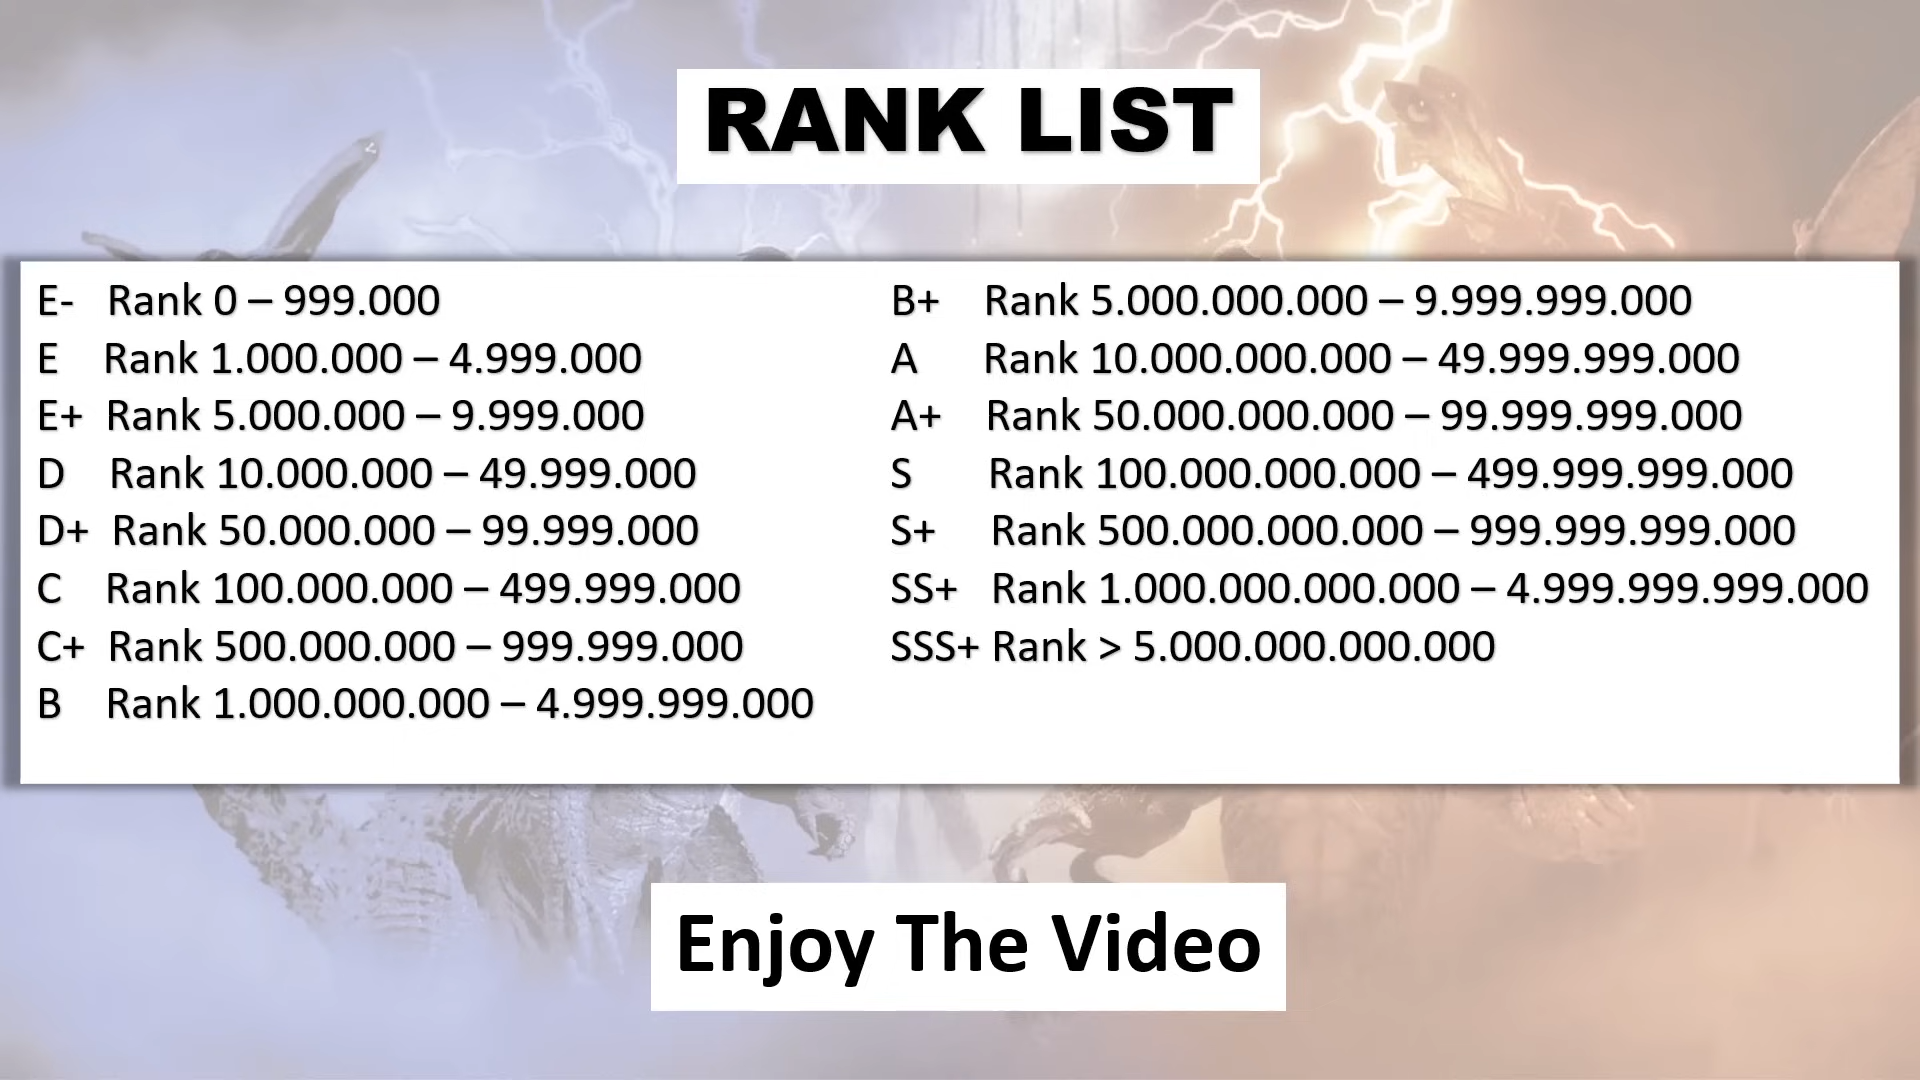 RANK LIST
E- Rank 0 – 999.000
E Rank 1.000.000 – 4.999.000
E+ Rank 5.000.000 – 9.999.000
D Rank 10.000.000 – 49.999.000
D+ Rank 50.000.000 – 99.999.000
C Rank 100.000.000 – 499.999.000
C+ Rank 500.000.000 – 999.999.000
B Rank 1.000.000.000 – 4.999.999.000
B+ Rank 5.000.000.000 – 9.999.999.000
A Rank 10.000.000.000 – 49.999.999.000
A+ Rank 50.000.000.000 – 99.999.999.000
S Rank 100.000.000.000 – 499.999.999.000
S+ Rank 500.000.000.000 – 999.999.999.000
SS+ Rank 1.000.000.000.000 – 4.999.999.999.000
SSS+ Rank > 5.000.000.000.000
Enjoy The Video